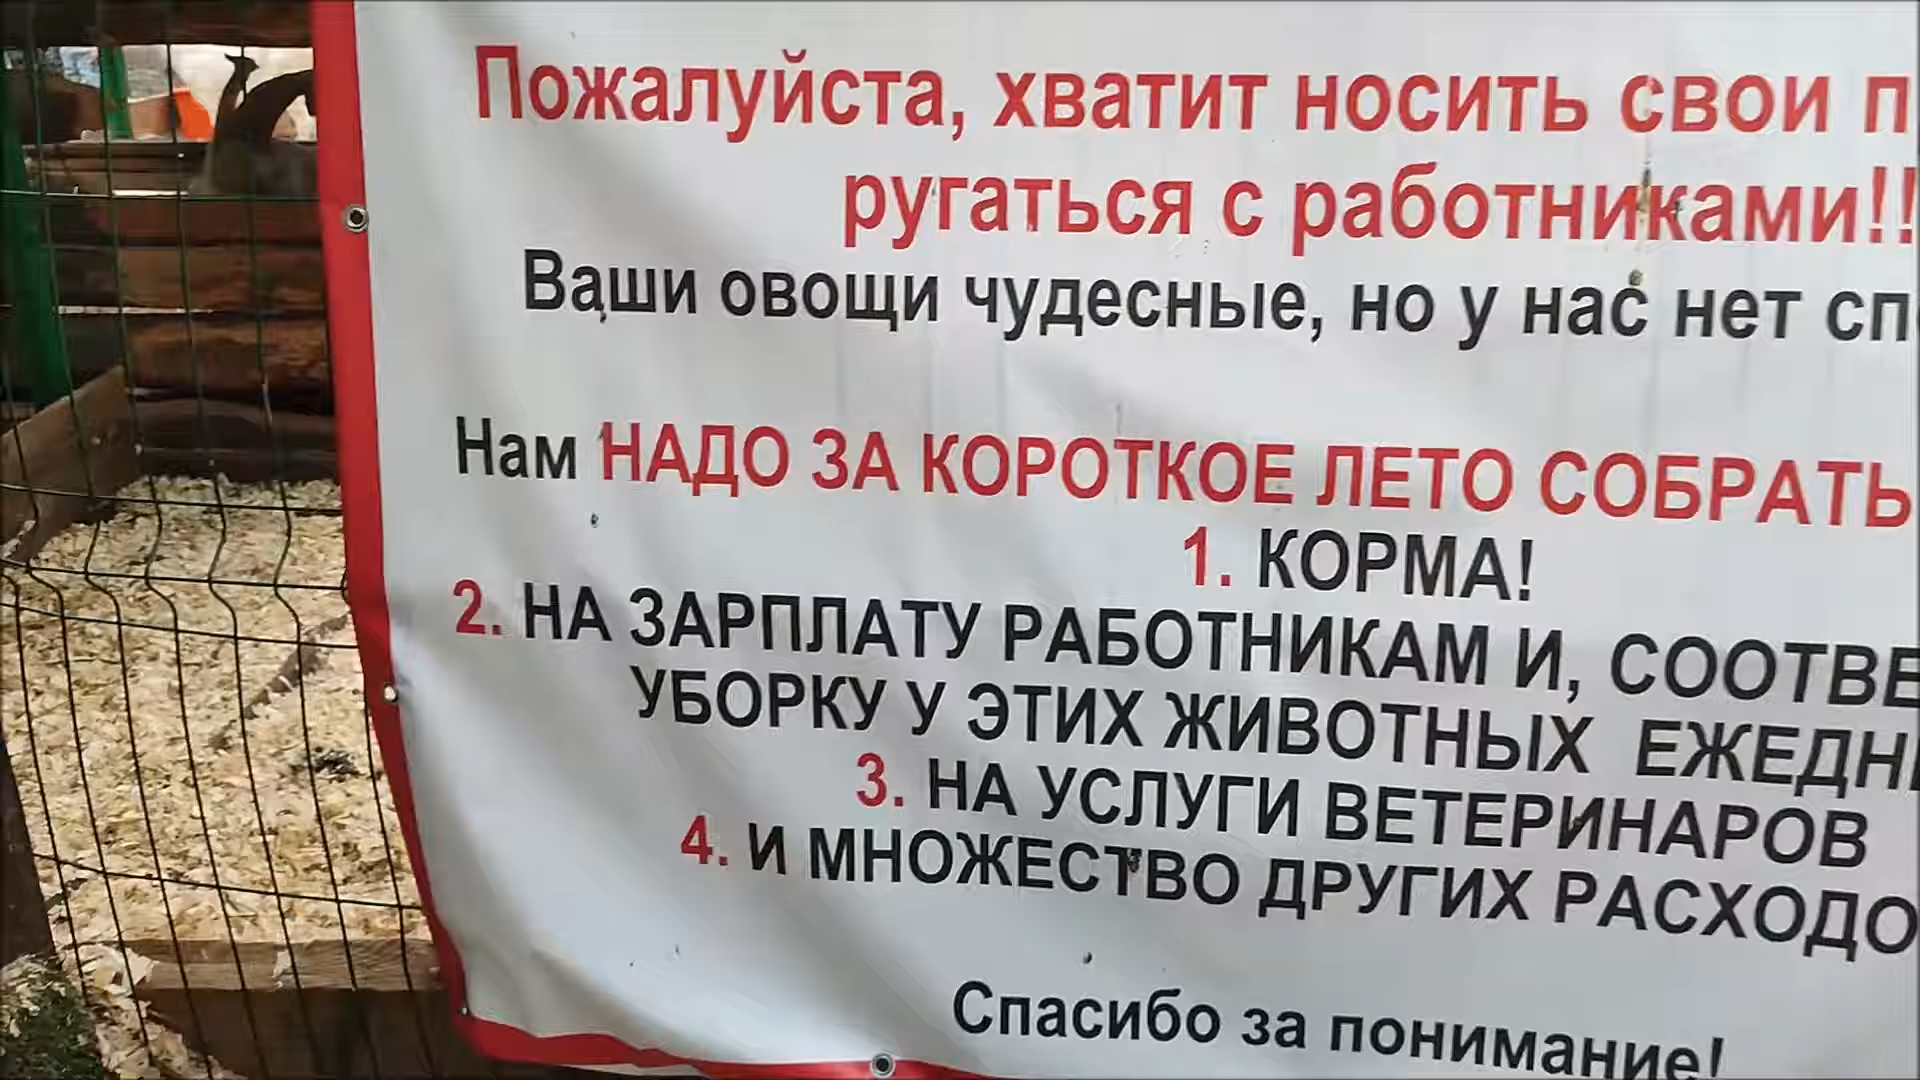 Пожалуйста, хватит носить свои
ругаться с работниками!!
Ваши овощи чудесные, но у нас нет
Нам НАДО ЗА КОРОТКОЕ ЛЕТО СОБРАТЬ
1. КОРМА!
2. НА ЗАРПЛАТУ РАБОТНИКАМ И,
УБОРКУ У ЭТИХ ЖИВОТНЫХ
3. НА УСЛУГИ ВЕТЕРИНАРОВ
4. И МНОЖЕСТВО ДРУГИХ
Спасибо за понимание!